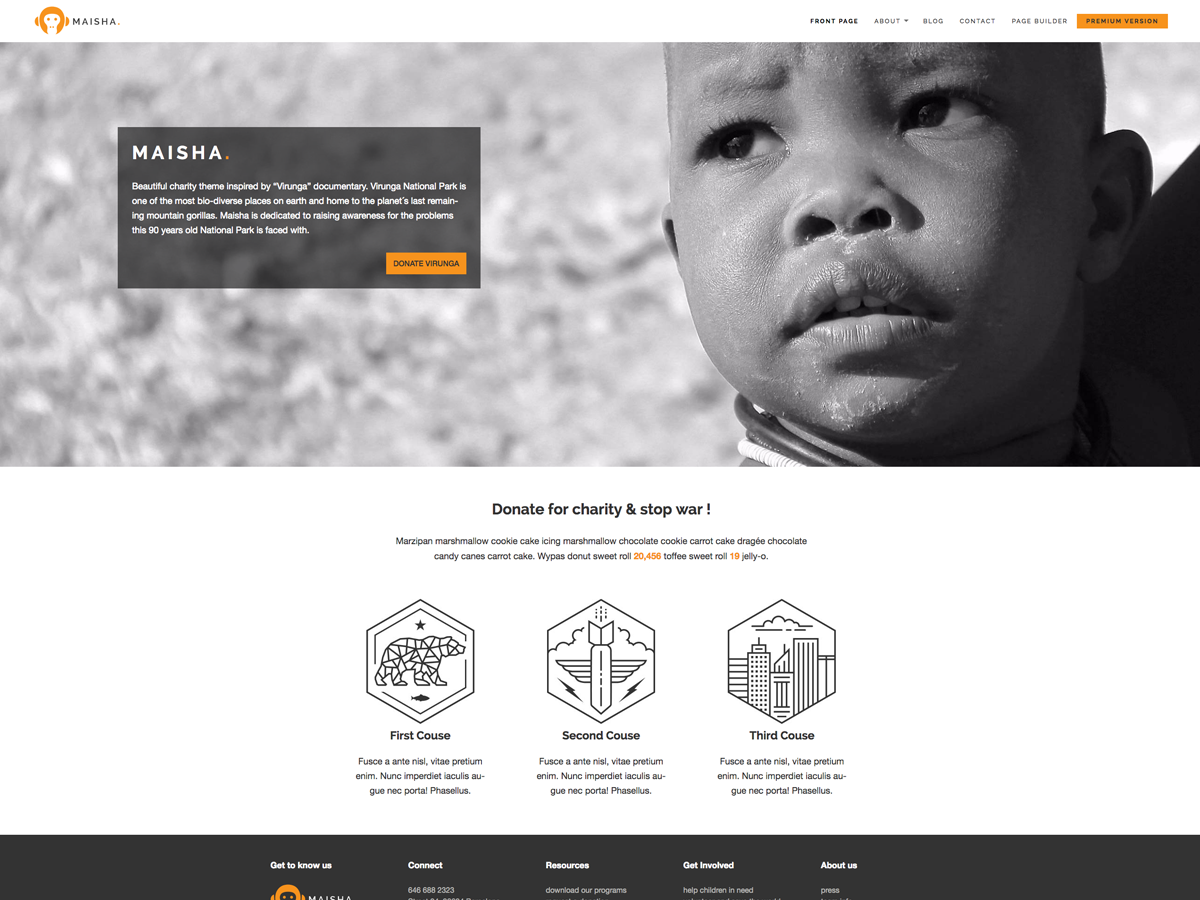 MAISHA.
FRONT PAGE
ABOUT
BLOG
CONTACT
PAGE BUILDER
PREMIUM VERSION
MAISHA.
Beautiful charity theme inspired by “Virunga” documentary. Virunga National Park is
one of the most bio-diverse places on earth and home to the planet´s last remain-
ing mountain gorillas. Maisha is dedicated to raising awareness for the problems
this 90 years old National Park is faced with.
DONATE VIRUNGA
Donate for charity & stop war !
Marzipan marshmallow cookie cake icing marshmallow chocolate cookie carrot cake dragée chocolate
candy canes carrot cake. Wypas donut sweet roll 20,456 toffee sweet roll 19 jelly-o.
First Couse
Fusce a ante nisl, vitae pretium
enim. Nunc imperdiet iaculis au-
gue nec porta! Phasellus.
Second Couse
Fusce a ante nisl, vitae pretium
enim. Nunc imperdiet iaculis au-
gue nec porta! Phasellus.
Third Couse
Fusce a ante nisl, vitae pretium
enim. Nunc imperdiet iaculis au-
gue nec porta! Phasellus.
Get to know us
MAISHA
Connect
646 688 2323
Resources
download our programs
Get Involved
help children in need
About us
press